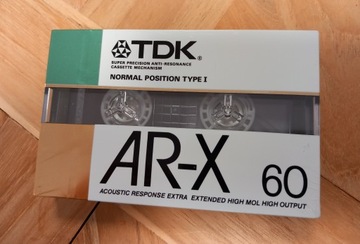 TDK®
SUPER PRECISION ANTI-RESONANCE
CASSETTE MECHANISM
NORMAL POSITION TYPE I
AR-X 60
ACOUSTIC RESPONSE EXTRA EXTENDED HIGH MOL HIGH OUTPUT